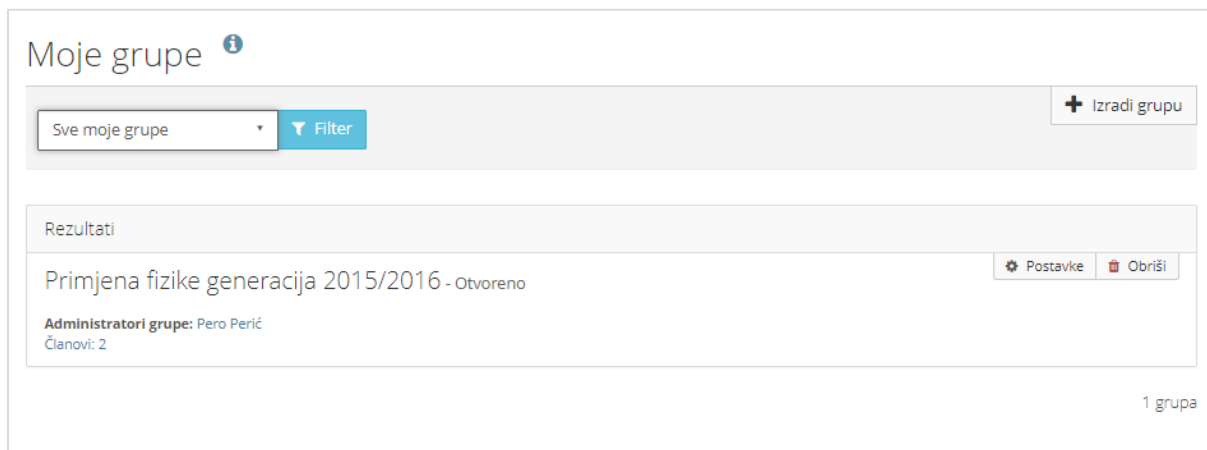 Moje grupe
Izradi grupu
Sve moje grupe Filter
Rezultati
Primjena fizike generacija 2015/2016 - Otvoreno
Postavke Obriši
Administratori grupe: Pero Perić
Članovi: 2
1 grupa